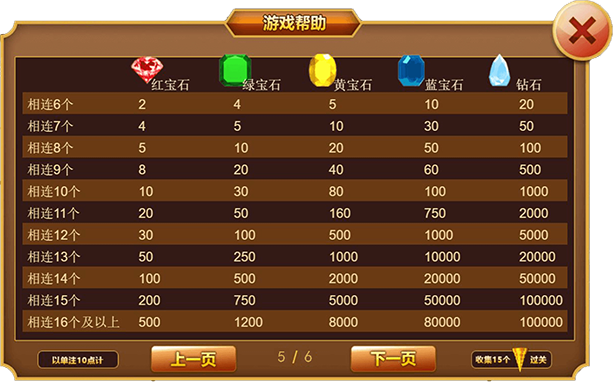 游戏帮助
红宝石 绿宝石 黄宝石 蓝宝石 钻石
相连6个 2 4 5 10 20
相连7个 4 5 10 30 50
相连8个 5 10 20 50 100
相连9个 8 20 40 60 500
相连10个 10 30 80 100 1000
相连11个 20 50 160 750 2000
相连12个 30 100 500 1000 5000
相连13个 50 250 1000 10000 20000
相连14个 100 500 2000 20000 50000
相连15个 200 750 5000 50000 100000
相连16个及以上 500 1200 8000 80000 100000
以单注10点计 上一页 5 / 6 下一页 收集15个 过关